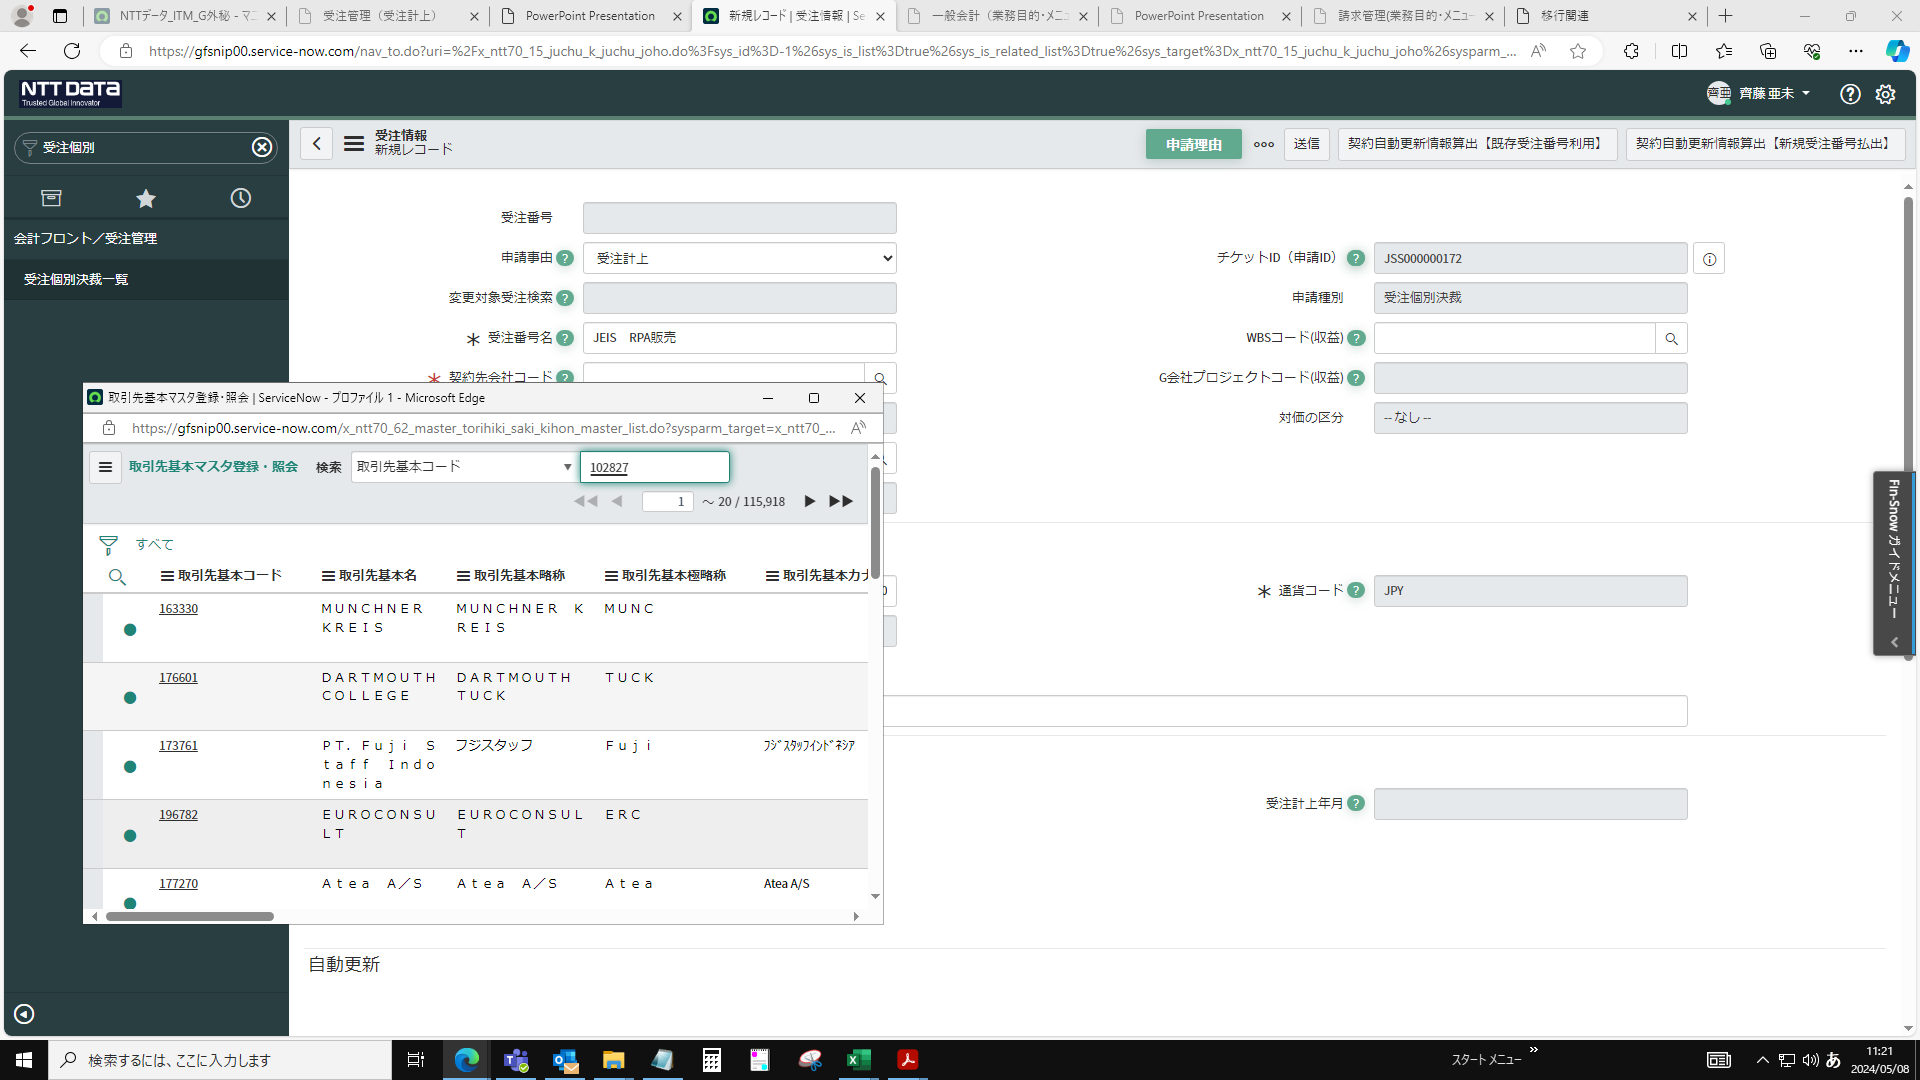 NTTデータ_ITM_G外秘 - マニ
受注管理（受注計上）
PowerPoint Presentation
新規レコード | 受注情報 | Se
一般会計（業務目的・メニュ
PowerPoint Presentation
請求管理(業務目的・メニュー
移行関連
https://gfsnip00.service-now.com/nav_to.do?uri=%2Fx_ntt70_15_juchu_k_juchu_joho.do%3Fsys_id%3D-1%26sys_is_list%3Dtrue%26sys_is_related_list%3Dtrue%26sys_target%3Dx_ntt70_15_juchu_k_juchu_joho%26sysparm_...
NTT DATA
Trusted Global Innovator
齊亜 齊藤 亜未
受注個別
会計フロント／受注管理
受注個別決裁一覧
受注情報
新規レコード
申請理由
送信
契約自動更新情報算出【既存受注番号利用】
契約自動更新情報算出【新規受注番号払出】
受注番号
申請事由 ? 受注計上
チケットID（申請ID） ? JSS000000172
変更対象受注検索 ?
申請種別 受注個別決裁
* 受注番号名 ? JEIS　RPA販売
WBSコード(収益) ?
* 契約先会社コード ?
G会社プロジェクトコード(収益) ?
対価の区分 -- なし --
取引先基本マスタ登録・照会 | ServiceNow - プロファイル 1 - Microsoft Edge
https://gfsnip00.service-now.com/x_ntt70_62_master_torihiki_saki_kihon_master_list.do?sysparm_target=x_ntt70_...
取引先基本マスタ登録・照会 検索 取引先基本コード 102827
1 ～ 20 / 115,918
すべて
取引先基本コード 取引先基本名 取引先基本略称 取引先基本極略称 取引先基本カナ
163330 ＭＵＮＣＨＮＥＲ　ＫＲＥＩＳ ＭＵＮＣＨＮＥＲ　ＫＲＥＩＳ ＭＵＮＣ
176601 ＤＡＲＴＭＯＵＴＨ　ＣＯＬＬＥＧＥ ＤＡＲＴＭＯＵＴＨ　ＴＵＣＫ ＴＵＣＫ
173761 ＰＴ．Ｆｕｊｉ　Ｓｔａｆｆ　Ｉｎｄｏｎｅｓｉａ フジスタッフ Ｆｕｊｉ ﾌｼﾞｽﾀｯﾌｲﾝﾄﾞﾈｼｱ
196782 ＥＵＲＯＣＯＮＳＵＬＴ ＥＵＲＯＣＯＮＳＵＬＴ ＥＲＣ
177270 Ａｔｅａ　Ａ／Ｓ Ａｔｅａ　Ａ／Ｓ Ａｔｅａ Atea A/S
* 通貨コード ? JPY
受注計上年月 ?
自動更新
Fin-Snow ガイドメニュー
検索するには、ここに入力します
スタート メニュー
あ
11:21
2024/05/08